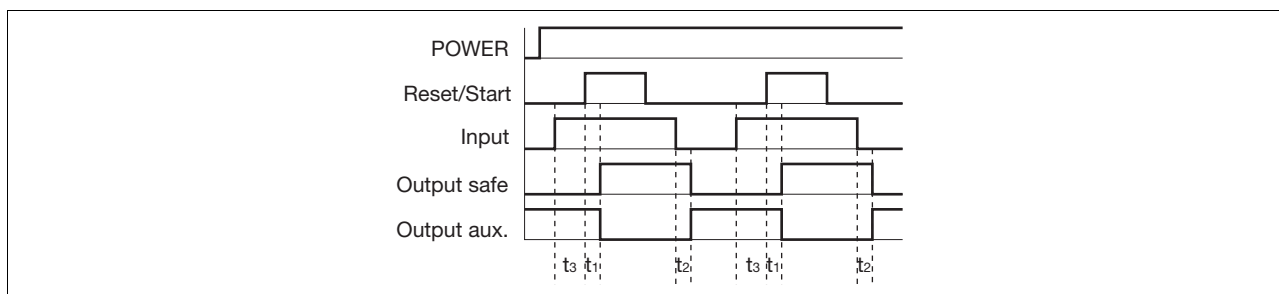 POWER
Reset/Start
Input
Output safe
Output aux.
t3 t1 t2 t3 t1 t2